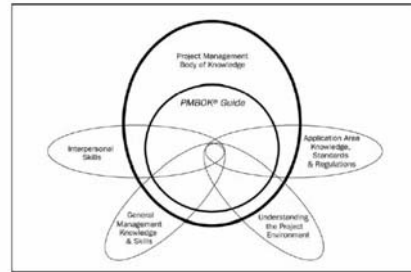 Project Management
Body of Knowledge
PMBOK® Guide
Interpersonal
Skills
Application Area
Knowledge,
Standards
& Regulations
General
Management
Knowledge
& Skills
Understanding
the Project
Environment